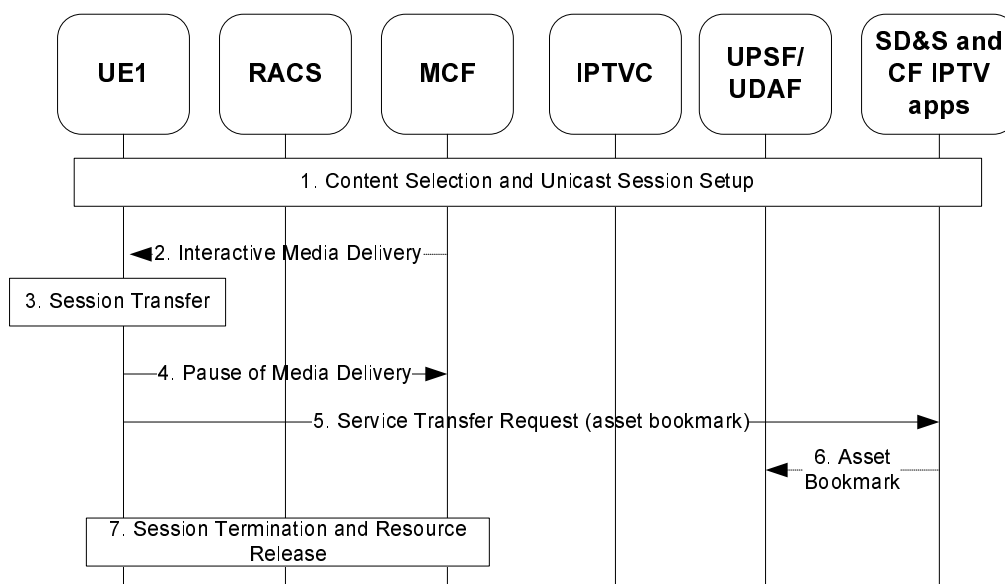 UE1
RACS
MCF
IPTVC
UPSF/
UDAF
SD&S and
CF IPTV
apps
1. Content Selection and Unicast Session Setup
2. Interactive Media Delivery
3. Session Transfer
4. Pause of Media Delivery
5. Service Transfer Request (asset bookmark)
6. Asset
Bookmark
7. Session Termination and Resource
Release